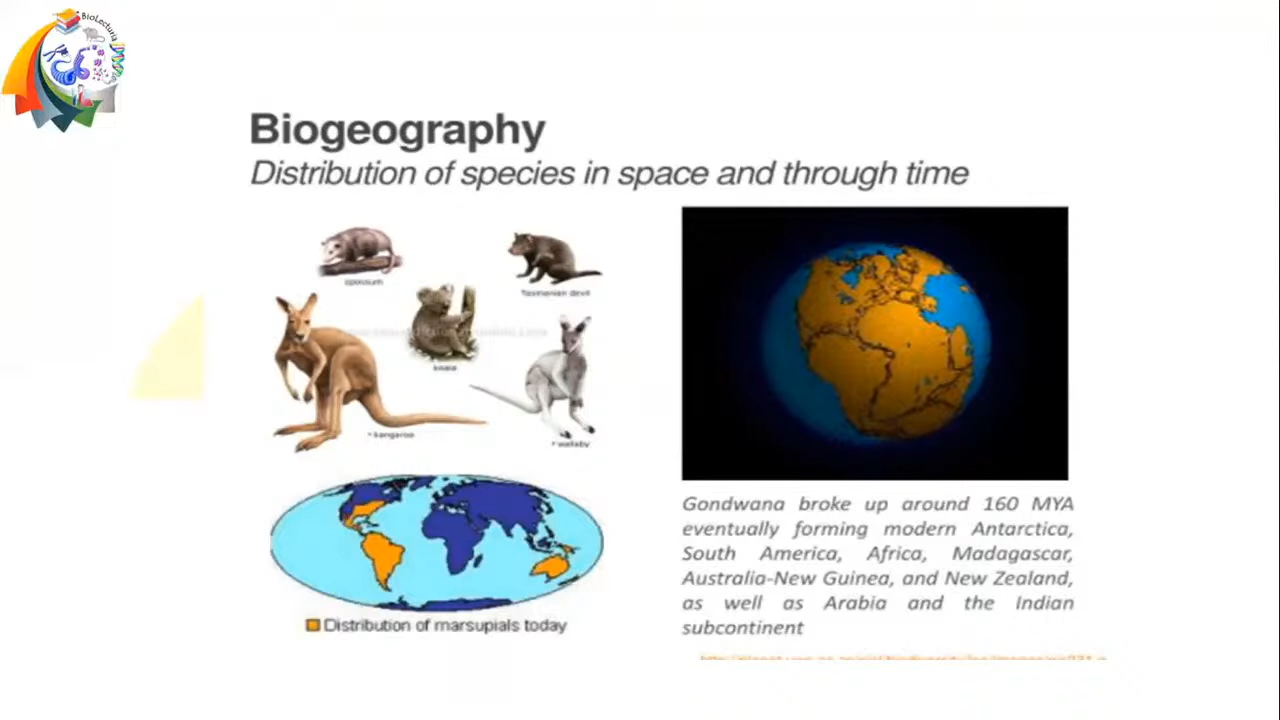 BioLecturia
Biogeography
Distribution of species in space and through time
opossum
Tasmanian devil
koala
• kangaroo
• wallaby
Distribution of marsupials today
Gondwana broke up around 160 MYA
eventually forming modern Antarctica,
South America, Africa, Madagascar,
Australia-New Guinea, and New Zealand,
as well as Arabia and the Indian
subcontinent